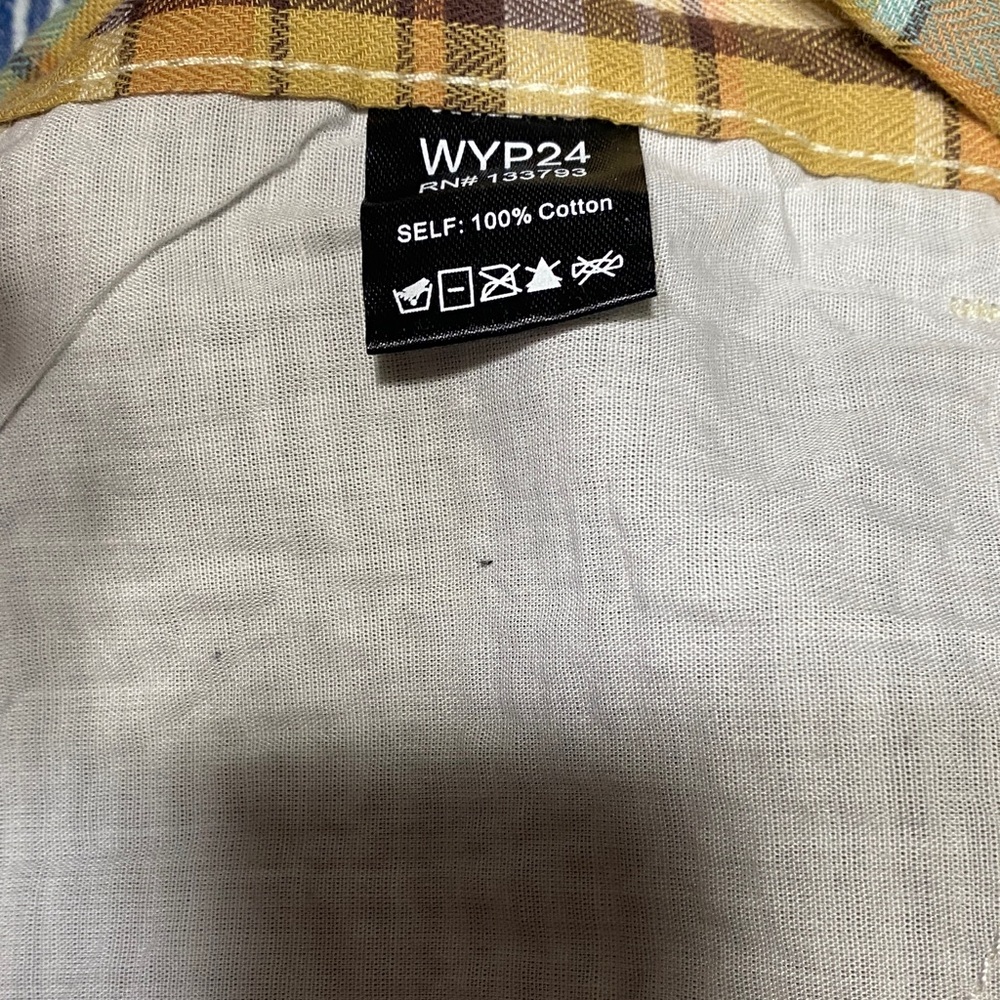 WYP24
RN# 133793
SELF: 100% Cotton